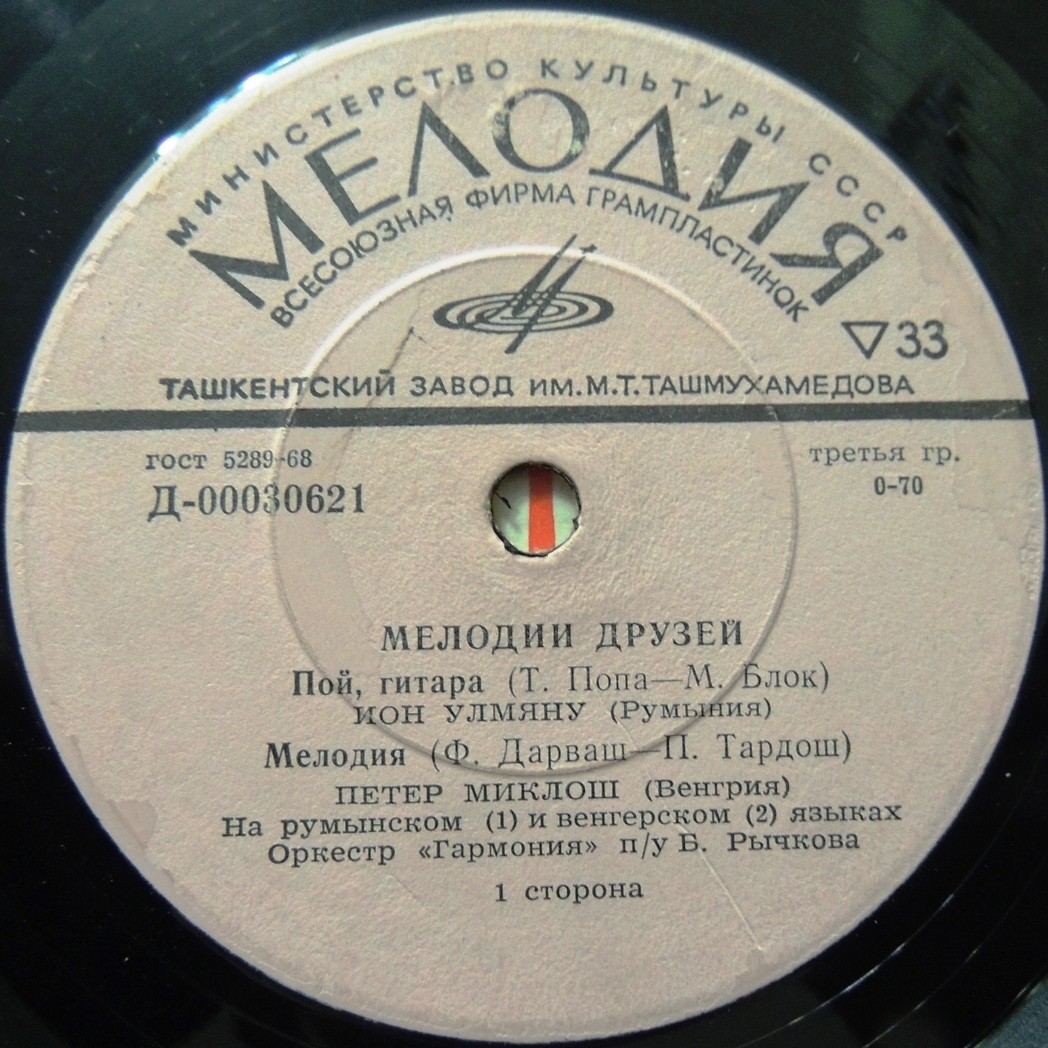 МИНИСТЕРСТВО КУЛЬТУРЫ СССР
МЕЛОДИЯ
ВСЕСОЮЗНАЯ ФИРМА ГРАМПЛАСТИНОК
▽33
ТАШКЕНТСКИЙ ЗАВОД ИМ.М.Т.ТАШМУХАМЕДОВА
гост 5289-68
третья гр.
Д-00030621
0-70
МЕЛОДИИ ДРУЗЕЙ
Пой, гитара (Т. Попа—М. Блок)
ИОН УЛМЯНУ (Румыния)
Мелодия (Ф. Дарваш—П. Тардош)
ПЕТЕР МИКЛОШ (Венгрия)
На румынском (1) и венгерском (2) языках
Оркестр «Гармония» п/у Б. Рычкова
1 сторона